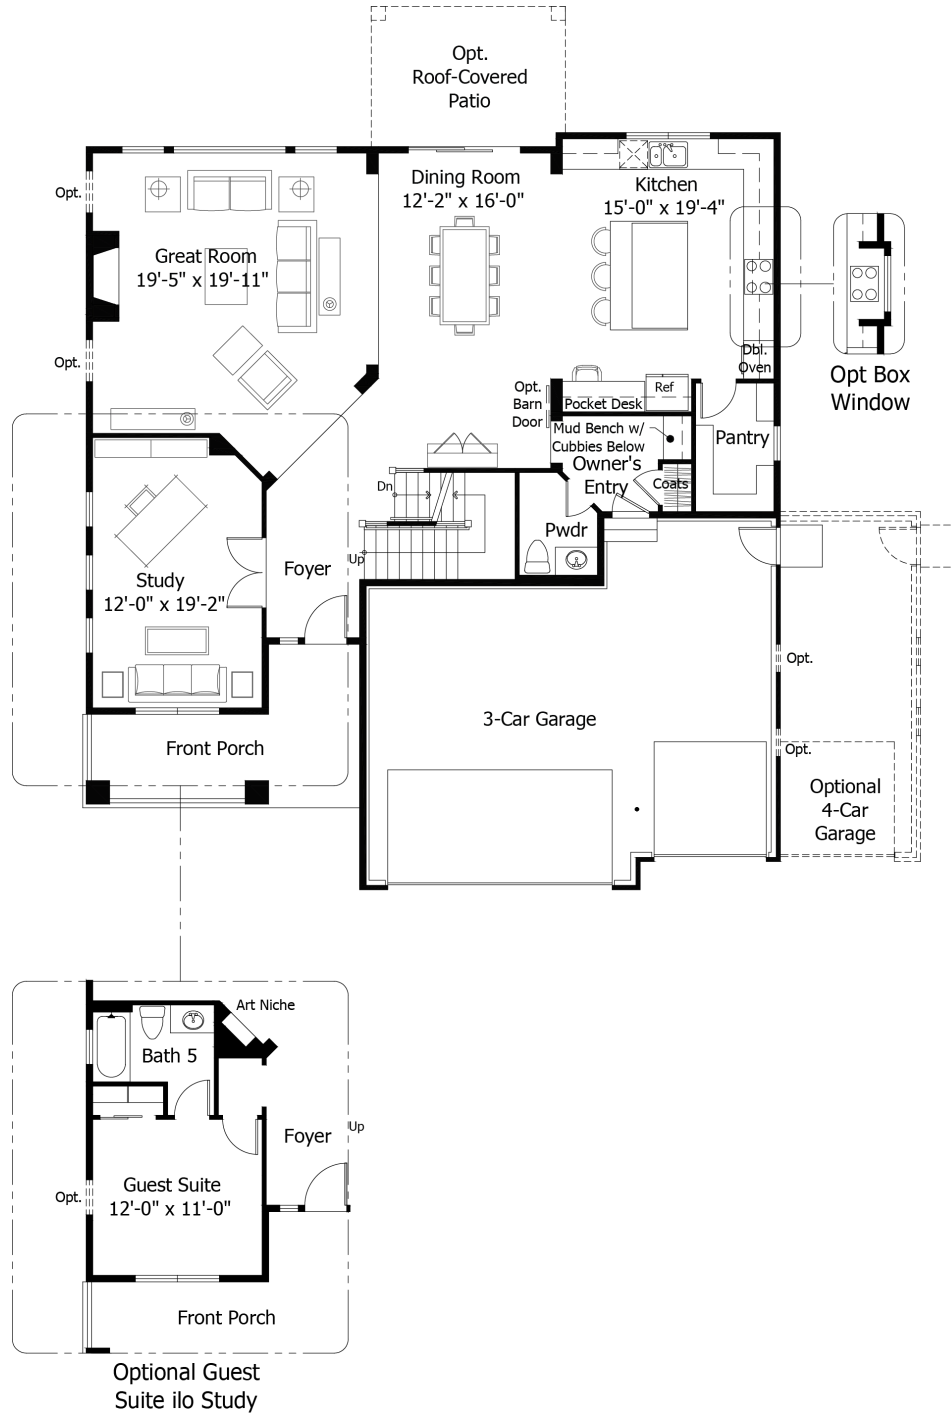 Opt.
Roof-Covered
Patio
Opt.
Dining Room
12'-2" x 16'-0"
Kitchen
15'-0" x 19'-4"
Great Room
19'-5" x 19'-11"
Opt.
Dbl.
Oven
Opt Box
Window
Opt.
Barn
Door
Ref
Pocket Desk
Mud Bench w/
Cubbies Below
Pantry
Owner's
Entry
Coats
Dn
Pwdr
Up
Foyer
Study
12'-0" x 19'-2"
Opt.
3-Car Garage
Front Porch
Opt.
Optional
4-Car
Garage
Art Niche
Bath 5
Foyer
Up
Opt.
Guest Suite
12'-0" x 11'-0"
Front Porch
Optional Guest
Suite ilo Study